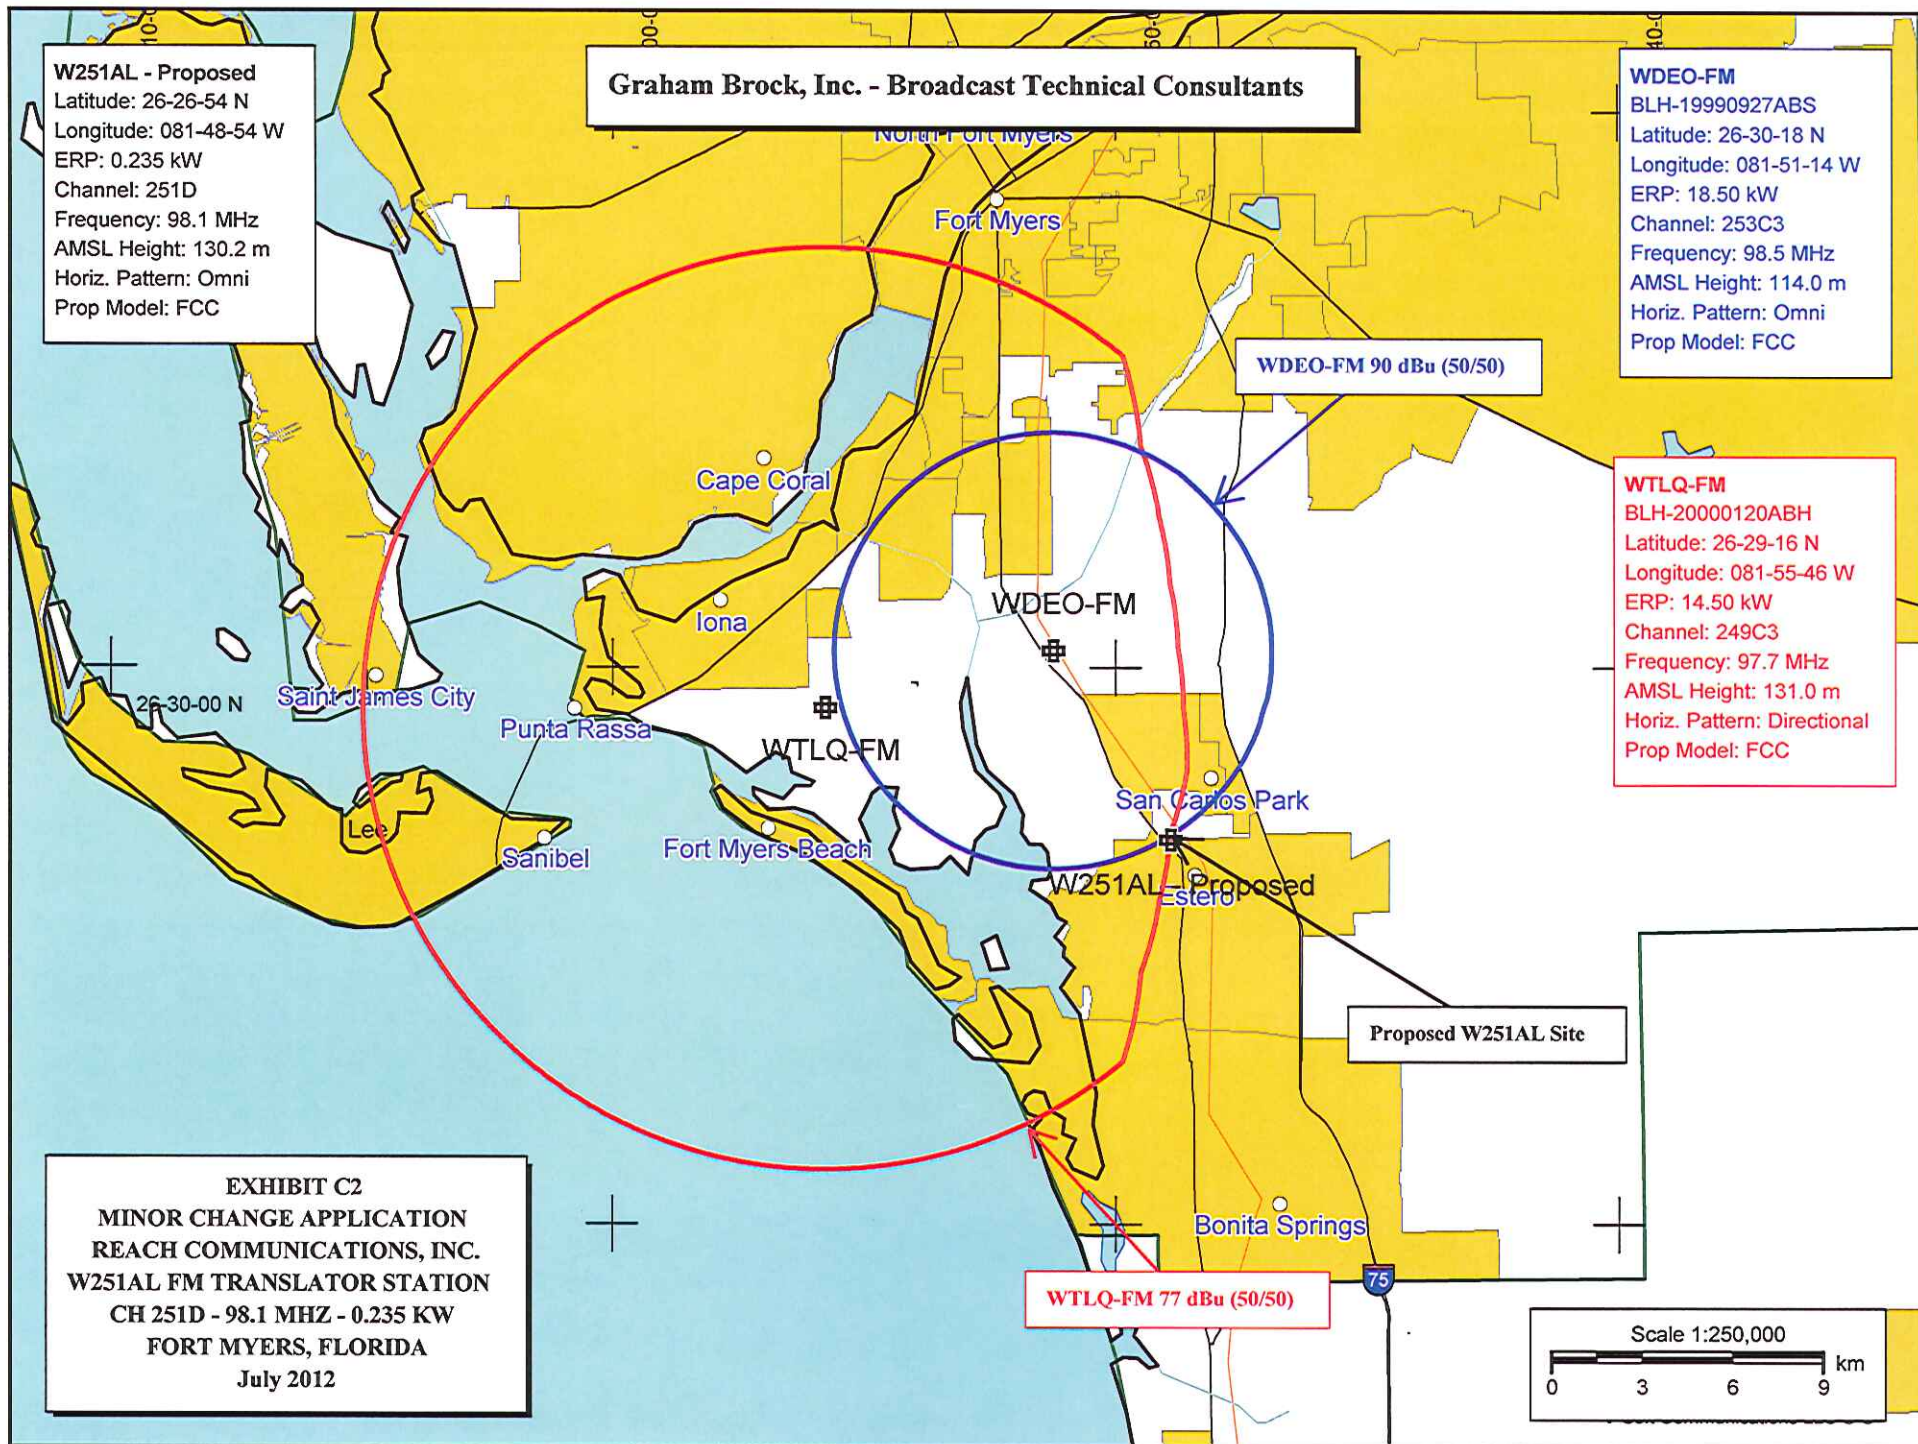 Graham Brock, Inc. - Broadcast Technical Consultants
W251AL - Proposed
Latitude: 26-26-54 N
Longitude: 081-48-54 W
ERP: 0.235 kW
Channel: 251D
Frequency: 98.1 MHz
AMSL Height: 130.2 m
Horiz. Pattern: Omni
Prop Model: FCC
WDEO-FM
BLH-19990927ABS
Latitude: 26-30-18 N
Longitude: 081-51-14 W
ERP: 18.50 kW
Channel: 253C3
Frequency: 98.5 MHz
AMSL Height: 114.0 m
Horiz. Pattern: Omni
Prop Model: FCC
North Fort Myers
Fort Myers
WDEO-FM 90 dBu (50/50)
Cape Coral
WTLQ-FM
BLH-20000120ABH
Latitude: 26-29-16 N
Longitude: 081-55-46 W
ERP: 14.50 kW
Channel: 249C3
Frequency: 97.7 MHz
AMSL Height: 131.0 m
Horiz. Pattern: Directional
Prop Model: FCC
WDEO-FM
Iona
Saint James City
26-30-00 N
Punta Rassa
WTLQ-FM
San Carlos Park
Lee
Sanibel
Fort Myers Beach
W251AL - Proposed
Estero
Proposed W251AL Site
Bonita Springs
75
WTLQ-FM 77 dBu (50/50)
EXHIBIT C2
MINOR CHANGE APPLICATION
REACH COMMUNICATIONS, INC.
W251AL FM TRANSLATOR STATION
CH 251D - 98.1 MHZ - 0.235 KW
FORT MYERS, FLORIDA
July 2012
Scale 1:250,000
km
0 3 6 9